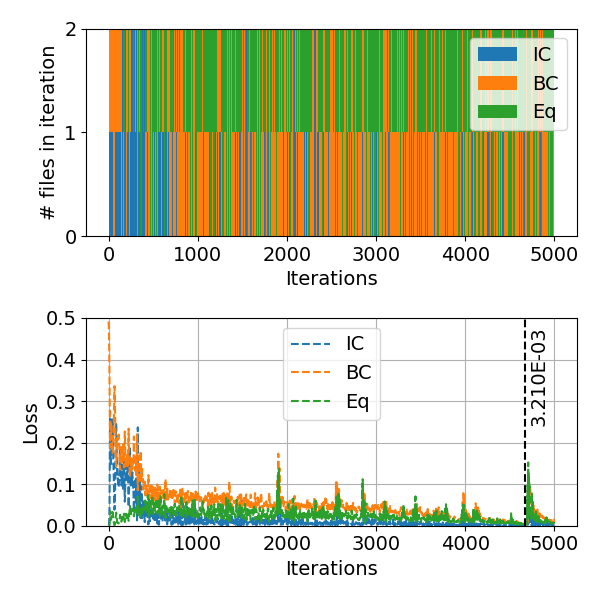 # files in iteration
2
1
0
IC
BC
Eq
0 1000 2000 3000 4000 5000
Iterations
Loss
0.5
0.4
0.3
0.2
0.1
0.0
IC
BC
Eq
3.210E-03
0 1000 2000 3000 4000 5000
Iterations